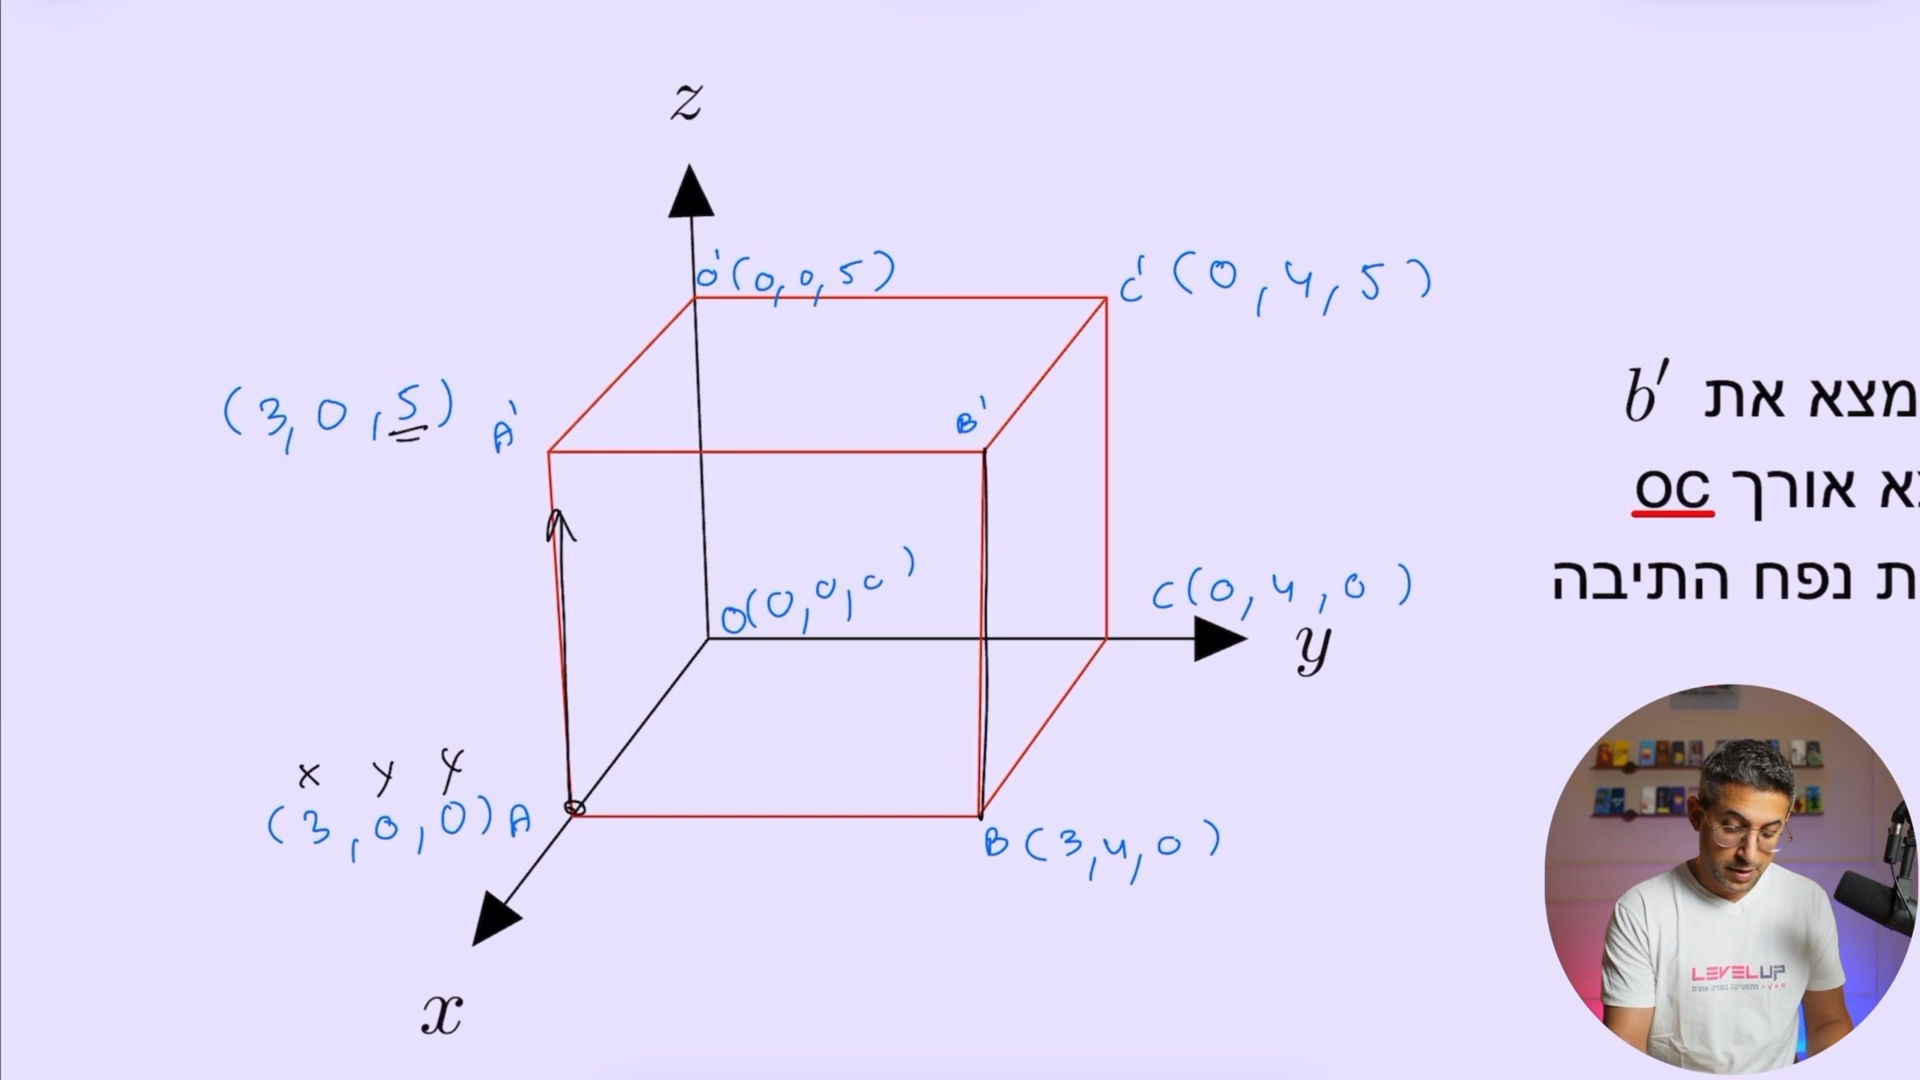 z
O'(0,0,5)
C'(0,4,5)
(3,0,5) A'
B'
מצא את b'
צא אורך oc
ת נפח התיבה
O(0,0,0)
C(0,4,0)
y
x y
(3,0,0)A
B(3,4,0)
x
LEVELUP